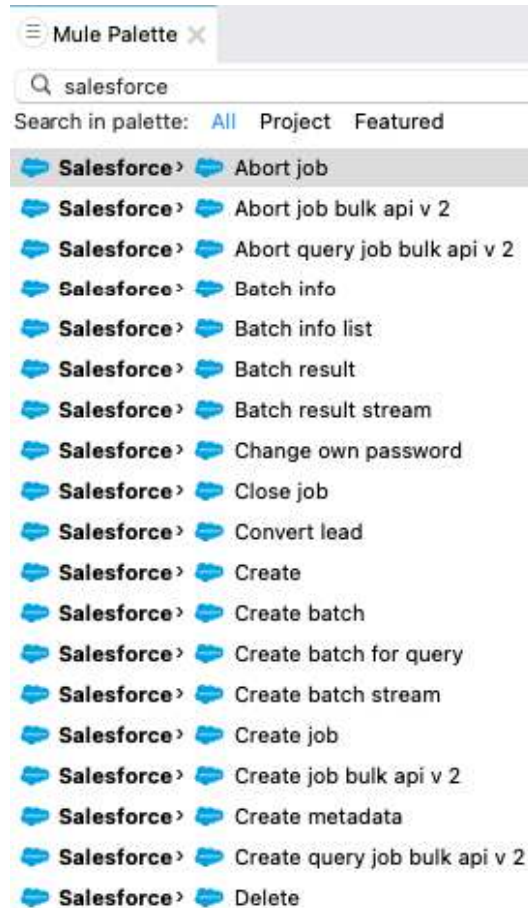 Mule Palette
salesforce
Search in palette: All Project Featured
Salesforce> Abort job
Salesforce> Abort job bulk api v 2
Salesforce> Abort query job bulk api v 2
Salesforce> Batch info
Salesforce> Batch info list
Salesforce> Batch result
Salesforce> Batch result stream
Salesforce> Change own password
Salesforce> Close job
Salesforce> Convert lead
Salesforce> Create
Salesforce> Create batch
Salesforce> Create batch for query
Salesforce> Create batch stream
Salesforce> Create job
Salesforce> Create job bulk api v 2
Salesforce> Create metadata
Salesforce> Create query job bulk api v 2
Salesforce> Delete